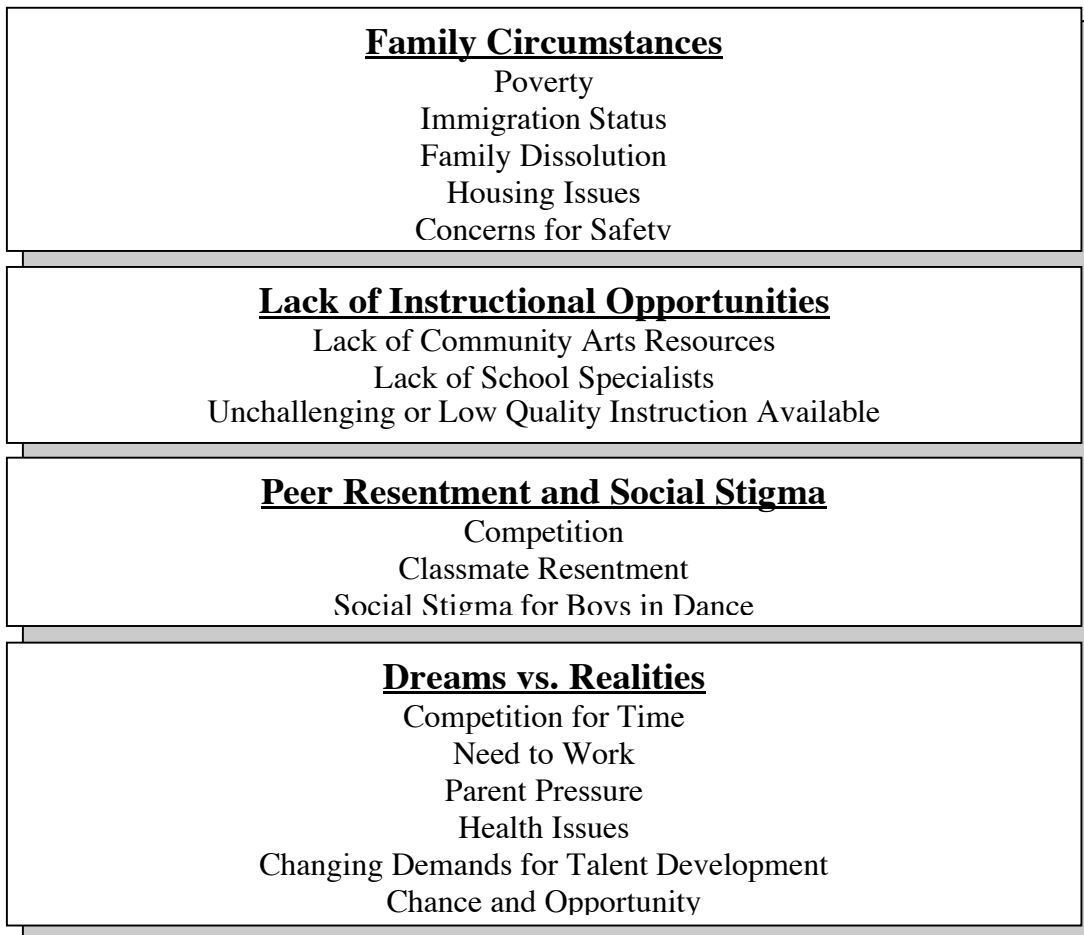 Family Circumstances
Poverty
Immigration Status
Family Dissolution
Housing Issues
Concerns for Safety
Lack of Instructional Opportunities
Lack of Community Arts Resources
Lack of School Specialists
Unchallenging or Low Quality Instruction Available
Peer Resentment and Social Stigma
Competition
Classmate Resentment
Social Stigma for Boys in Dance
Dreams vs. Realities
Competition for Time
Need to Work
Parent Pressure
Health Issues
Changing Demands for Talent Development
Chance and Opportunity